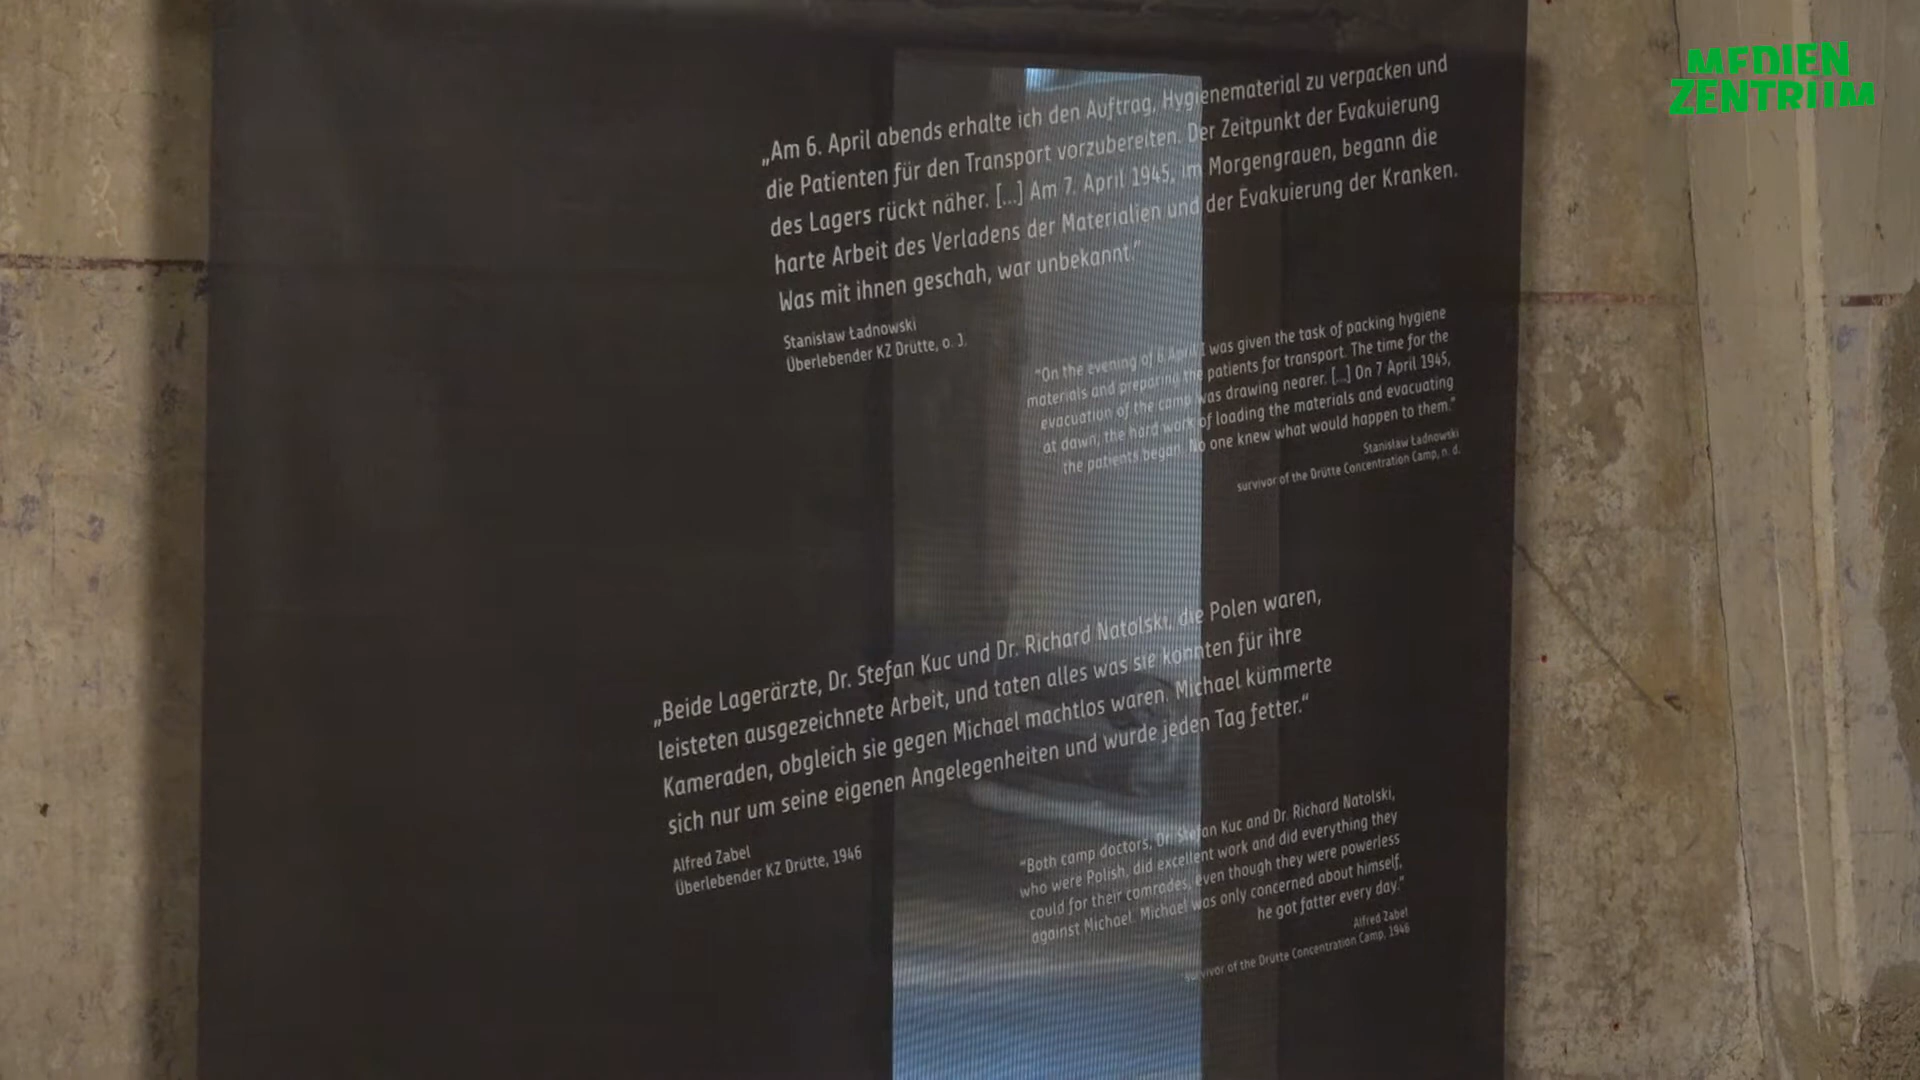 „Am 6. April abends erhalte ich den Auftrag, Hygienematerial zu verpacken und
die Patienten für den Transport vorzubereiten. Der Zeitpunkt der Evakuierung
des Lagers rückt näher. [...] Am 7. April 1945, im Morgengrauen, begann die
harte Arbeit des Verladens der Materialien und der Evakuierung der Kranken.
Was mit ihnen geschah, war unbekannt.“
Stanisław Ładnowski
Überlebender KZ Drütte, o. J.
“On the evening of 6 April I was given the task of packing hygiene
materials and preparing the patients for transport. The time for the
evacuation of the camp was drawing nearer. [...] On 7 April 1945,
at dawn, the hard work of loading the materials and evacuating
the patients began. No one knew what would happen to them.”
Stanisław Ładnowski
survivor of the Drütte Concentration Camp, n. d.
„Beide Lagerärzte, Dr. Stefan Kuc und Dr. Richard Natolski, die Polen waren,
leisteten ausgezeichnete Arbeit, und taten alles was sie konnten für ihre
Kameraden, obgleich sie gegen Michael machtlos waren. Michael kümmerte
sich nur um seine eigenen Angelegenheiten und wurde jeden Tag fetter.“
Alfred Zabel
Überlebender KZ Drütte, 1946
“Both camp doctors, Dr. Stefan Kuc and Dr. Richard Natolski,
who were Polish, did excellent work and did everything they
could for their comrades, even though they were powerless
against Michael. Michael was only concerned about himself,
he got fatter every day.”
Alfred Zabel
survivor of the Drütte Concentration Camp, 1946
MEDIEN
ZENTRUM